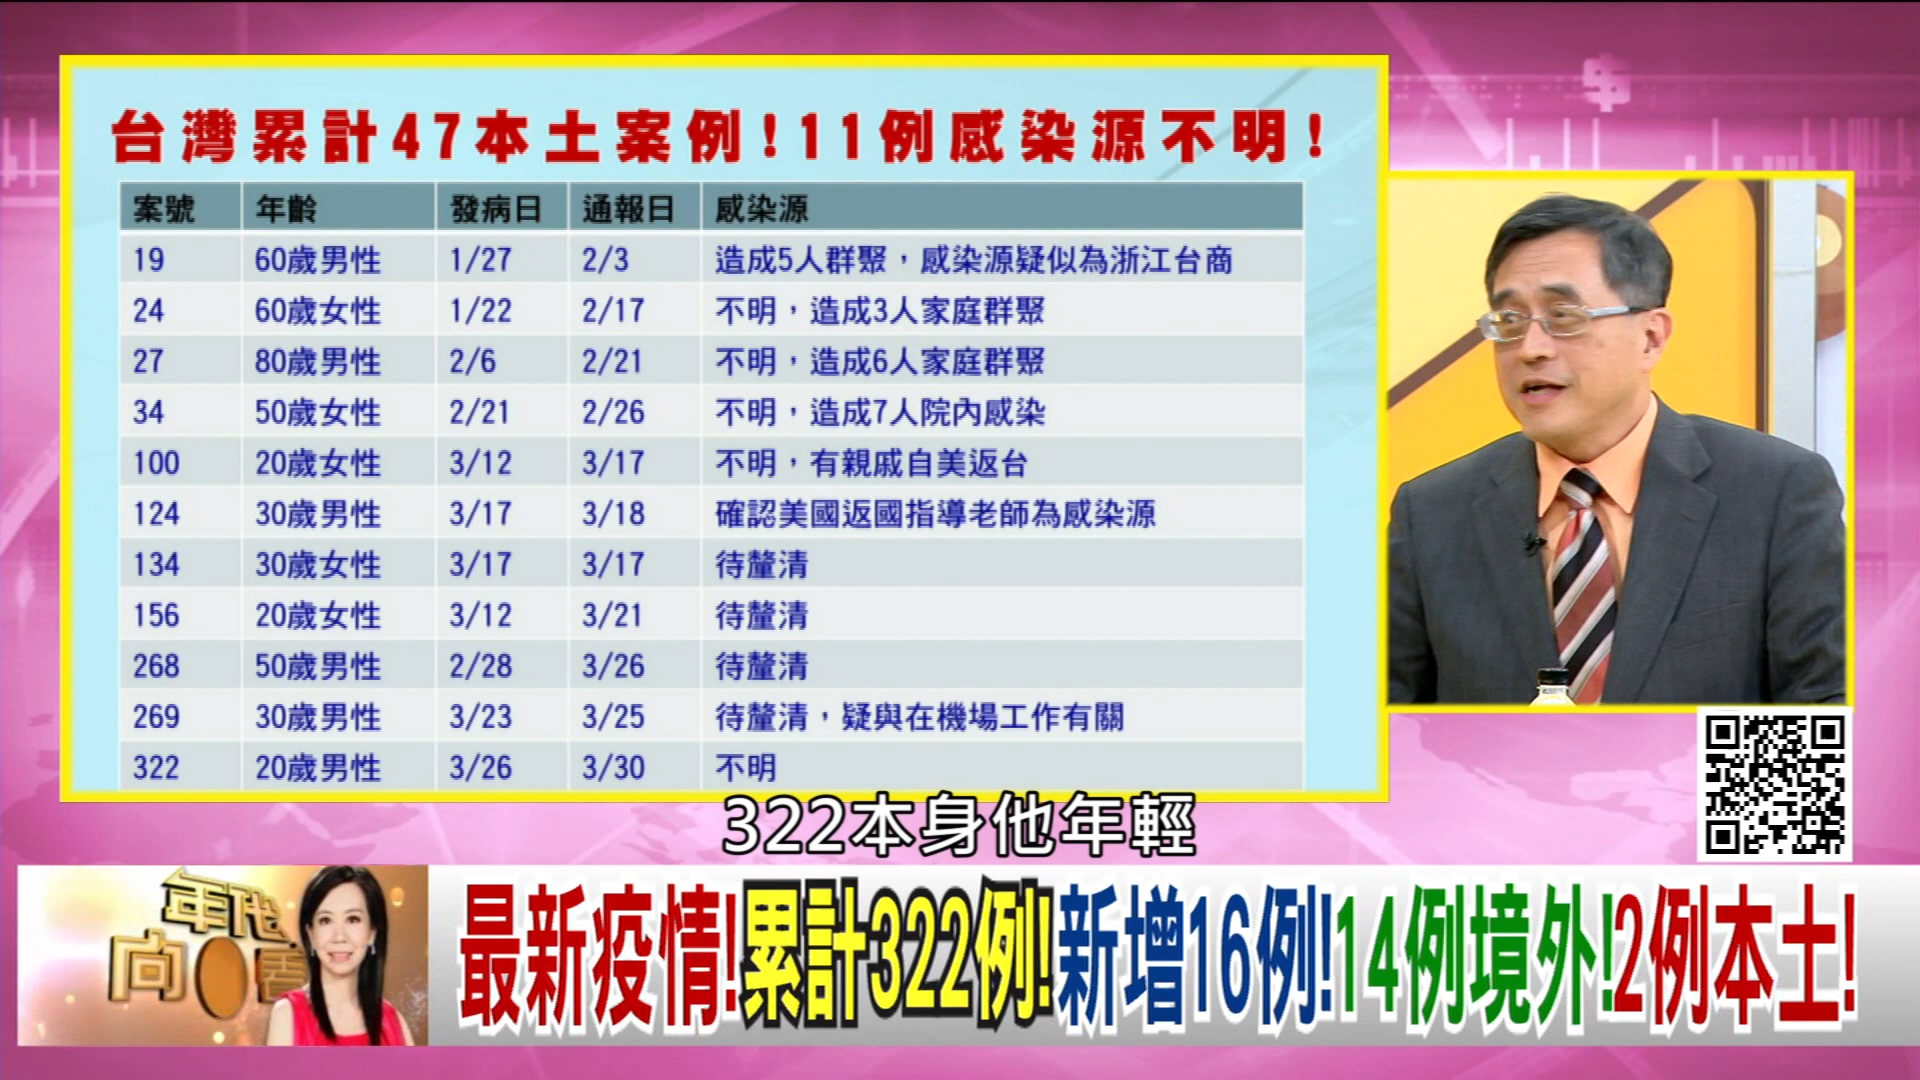 台灣累計47本土案例!11例感染源不明!
案號 年齡 發病日 通報日 感染源
19 60歲男性 1/27 2/3 造成5人群聚，感染源疑似為浙江台商
24 60歲女性 1/22 2/17 不明，造成3人家庭群聚
27 80歲男性 2/6 2/21 不明，造成6人家庭群聚
34 50歲女性 2/21 2/26 不明，造成7人院內感染
100 20歲女性 3/12 3/17 不明，有親戚自美返台
124 30歲男性 3/17 3/18 確認美國返國指導老師為感染源
134 30歲女性 3/17 3/17 待釐清
156 20歲女性 3/12 3/21 待釐清
268 50歲男性 2/28 3/26 待釐清
269 30歲男性 3/23 3/25 待釐清，疑與在機場工作有關
322 20歲男性 3/26 3/30 不明
322本身他年輕
年代
向
最新疫情!累計322例!新增16例!14例境外!2例本土!